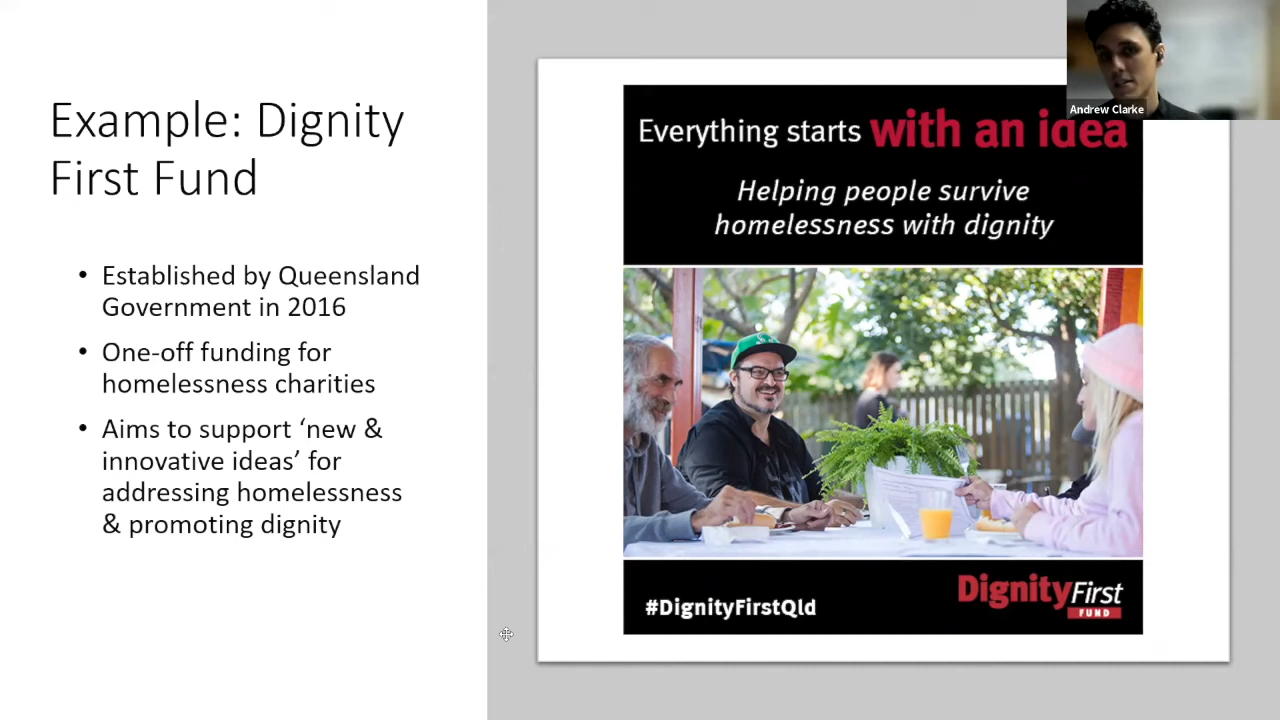 Example: Dignity
First Fund
• Established by Queensland
Government in 2016
• One-off funding for
homelessness charities
• Aims to support ‘new &
innovative ideas’ for
addressing homelessness
& promoting dignity
Everything starts with an idea
Helping people survive
homelessness with dignity
#DignityFirstQld
DignityFirst
FUND
Andrew Clarke